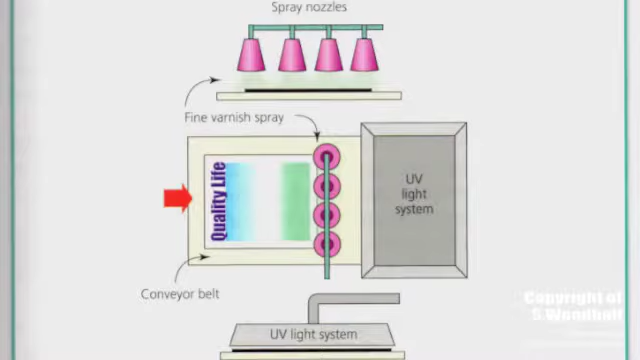 Spray nozzles
Fine varnish spray
Quality Life
UV
light
system
Conveyor belt
UV light system
Copyright of
S.Woodhall